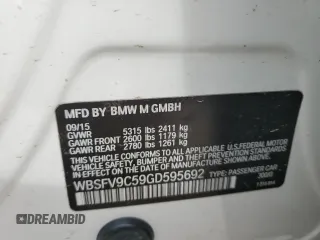 MFD BY BMW M GMBH
09/15
GVWR 5315 lbs 2411 kg
GAWR FRONT 2600 lbs 1179 kg
GAWR REAR 2780 lbs 1261 kg
THIS VEHICLE CONFORMS TO ALL APPLICABLE FEDERAL MOTOR
VEHICLE SAFETY, BUMPER, AND THEFT PREVENTION STANDARDS
IN EFFECT ON THE DATE OF MANUFACTURE SHOWN ABOVE.
WBSFV9C59GD595692 TYPE: PASSENGER CAR
DRIVESAFELY